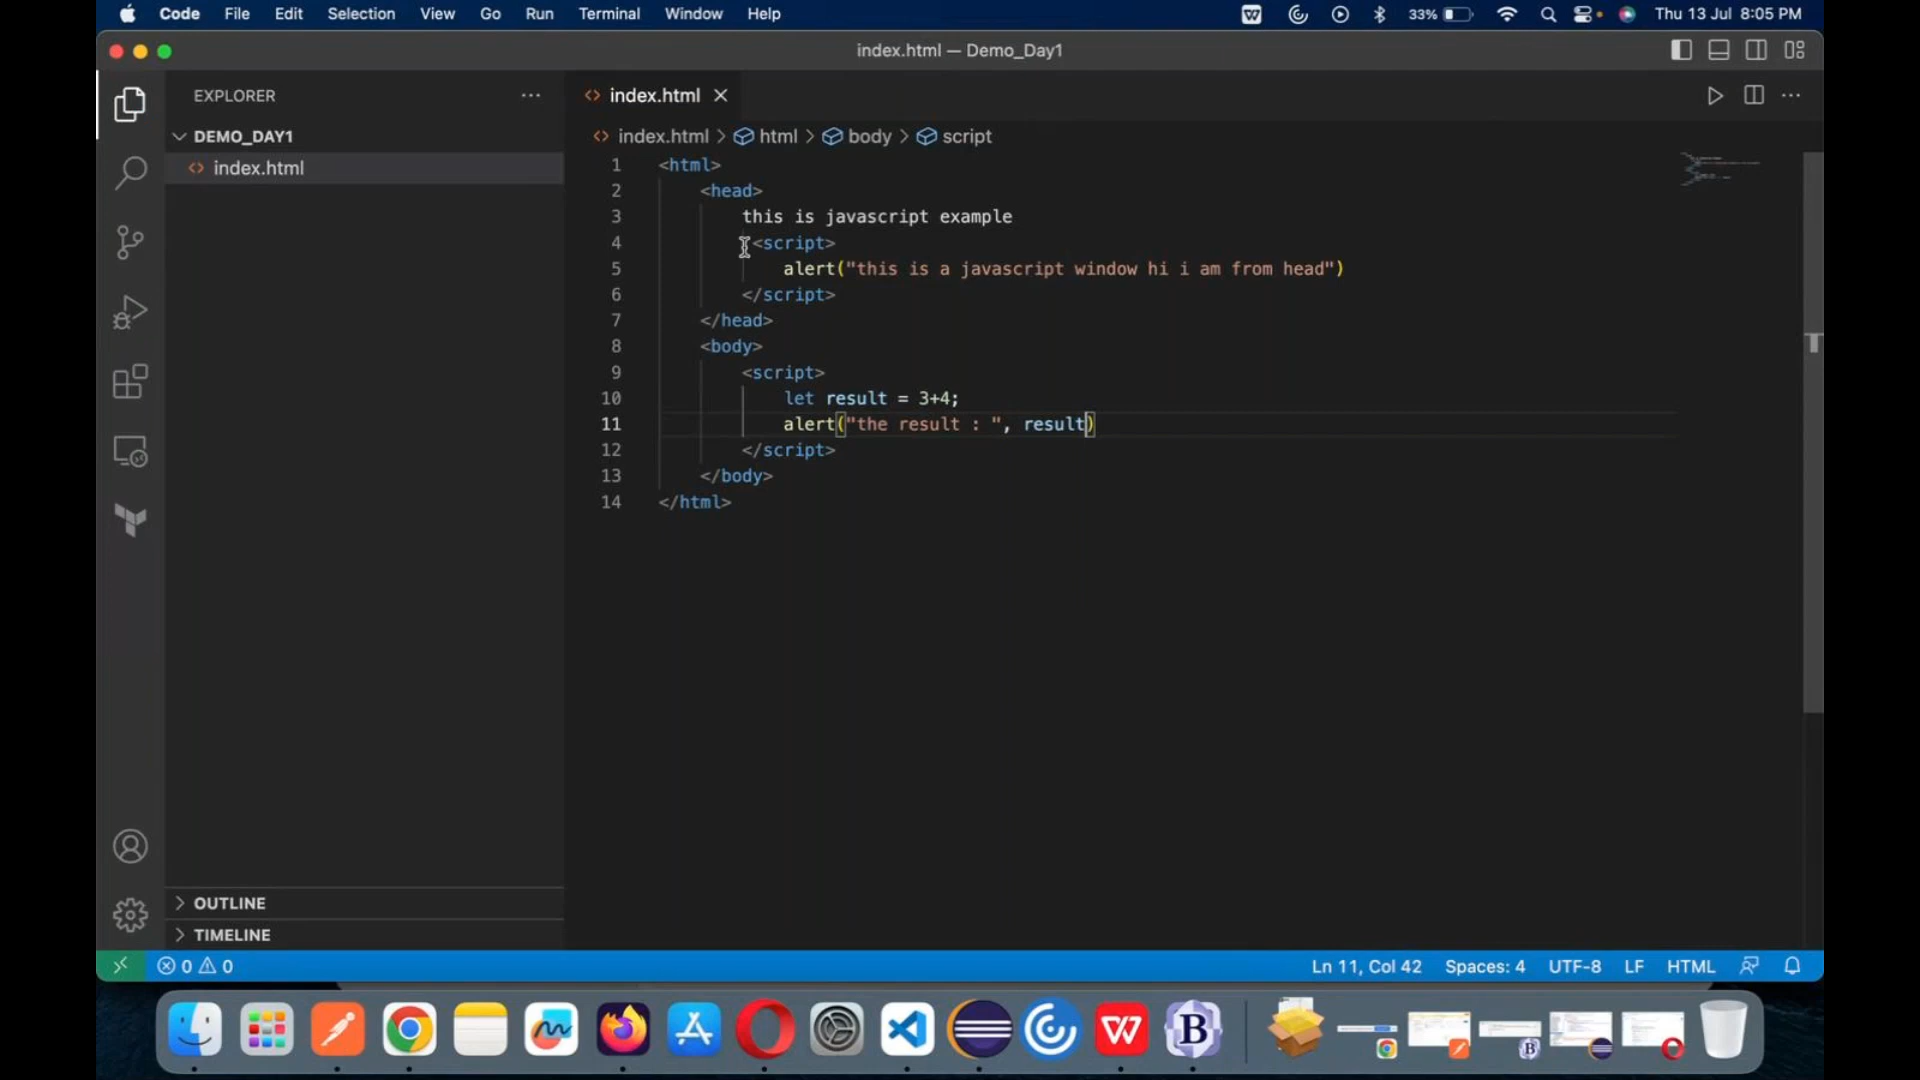 Code File Edit Selection View Go Run Terminal Window Help 33% Thu 13 Jul 8:05 PM
index.html — Demo_Day1
EXPLORER
index.html
DEMO_DAY1
index.html
index.html > html > body > script
1 <html>
2 <head>
3 this is javascript example
4 <script>
5 alert("this is a javascript window hi i am from head")
6 </script>
7 </head>
8 <body>
9 <script>
10 let result = 3+4;
11 alert("the result : ", result)
12 </script>
13 </body>
14 </html>
OUTLINE
TIMELINE
0 0 Ln 11, Col 42 Spaces: 4 UTF-8 LF HTML
W
B